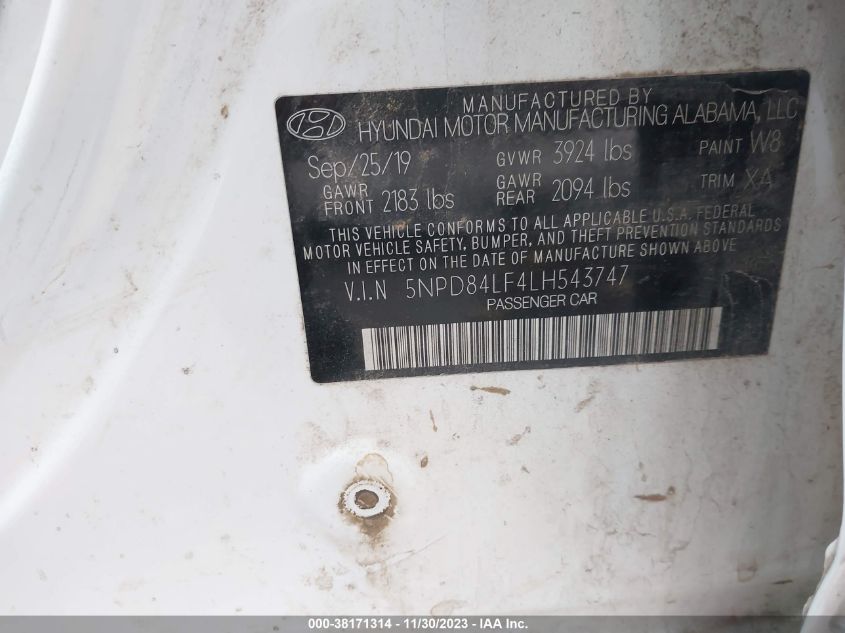 MANUFACTURED BY
HYUNDAI MOTOR MANUFACTURING ALABAMA, LLC
Sep/25/19 GVWR 3924 lbs PAINT W8
GAWR FRONT 2183 lbs GAWR REAR 2094 lbs TRIM XA
THIS VEHICLE CONFORMS TO ALL APPLICABLE U.S.A. FEDERAL
MOTOR VEHICLE SAFETY, BUMPER, AND THEFT PREVENTION STANDARDS
IN EFFECT ON THE DATE OF MANUFACTURE SHOWN ABOVE
V.I.N 5NPD84LF4LH543747
PASSENGER CAR
000-38171314 - 11/30/2023 - IAA Inc.